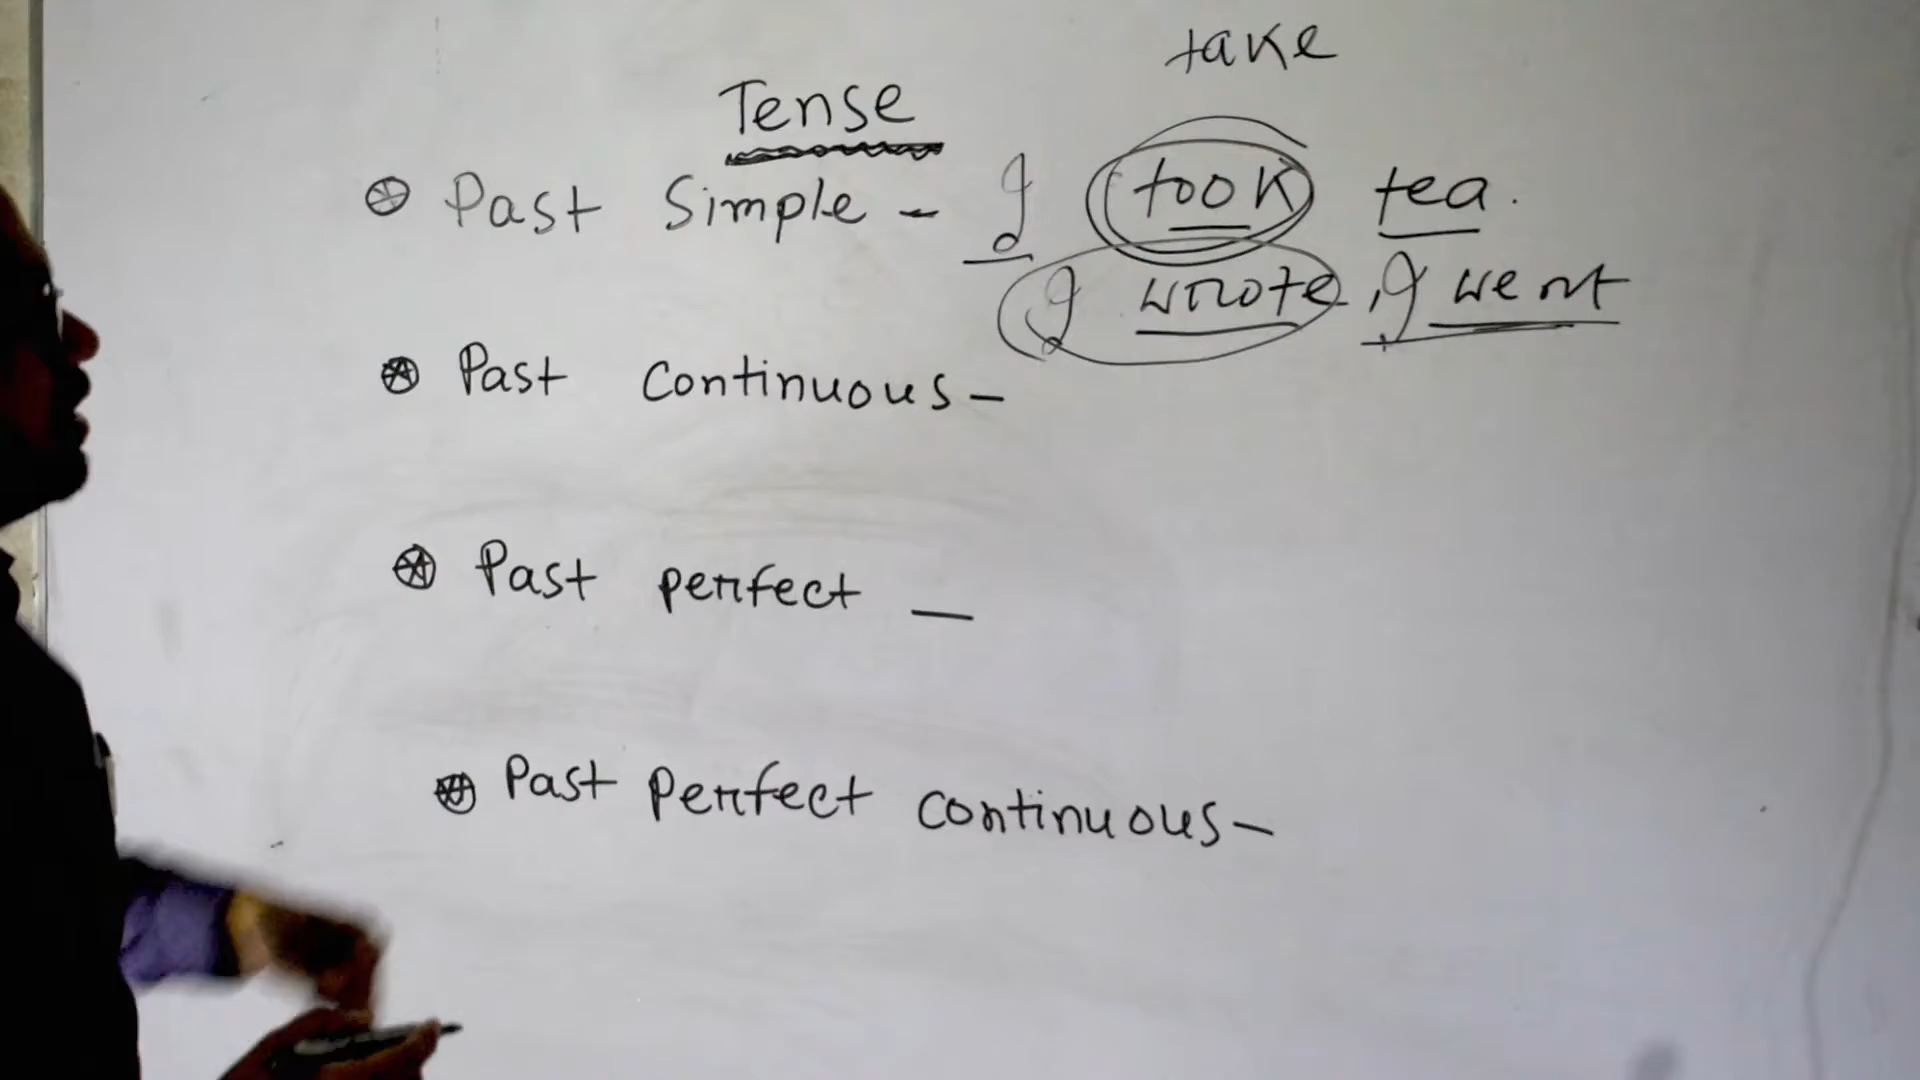 take
Tense
Past Simple - I took tea.
I wrote, I went
Past continuous -
Past perfect -
Past perfect continuous -